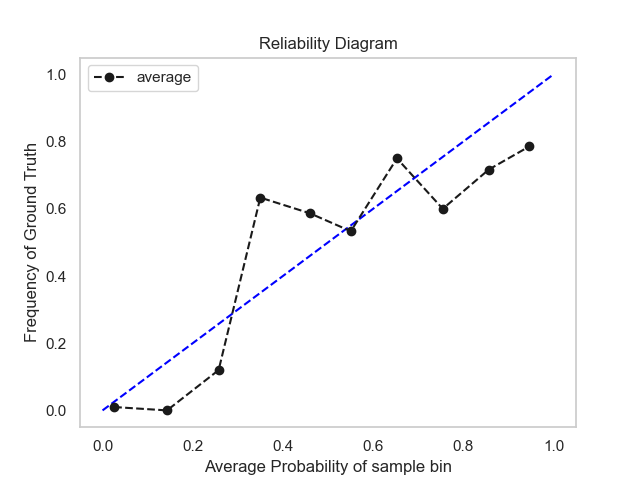 Reliability Diagram
average
Frequency of Ground Truth
1.0
0.8
0.6
0.4
0.2
0.0
0.0 0.2 0.4 0.6 0.8 1.0
Average Probability of sample bin